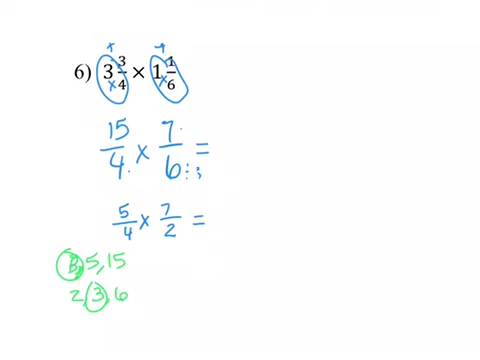 6) 3 3/4 × 1 1/6
15/4 × 7/6 ÷3 =
5/4 × 7/2 =
3, 5, 15
2, 3, 6